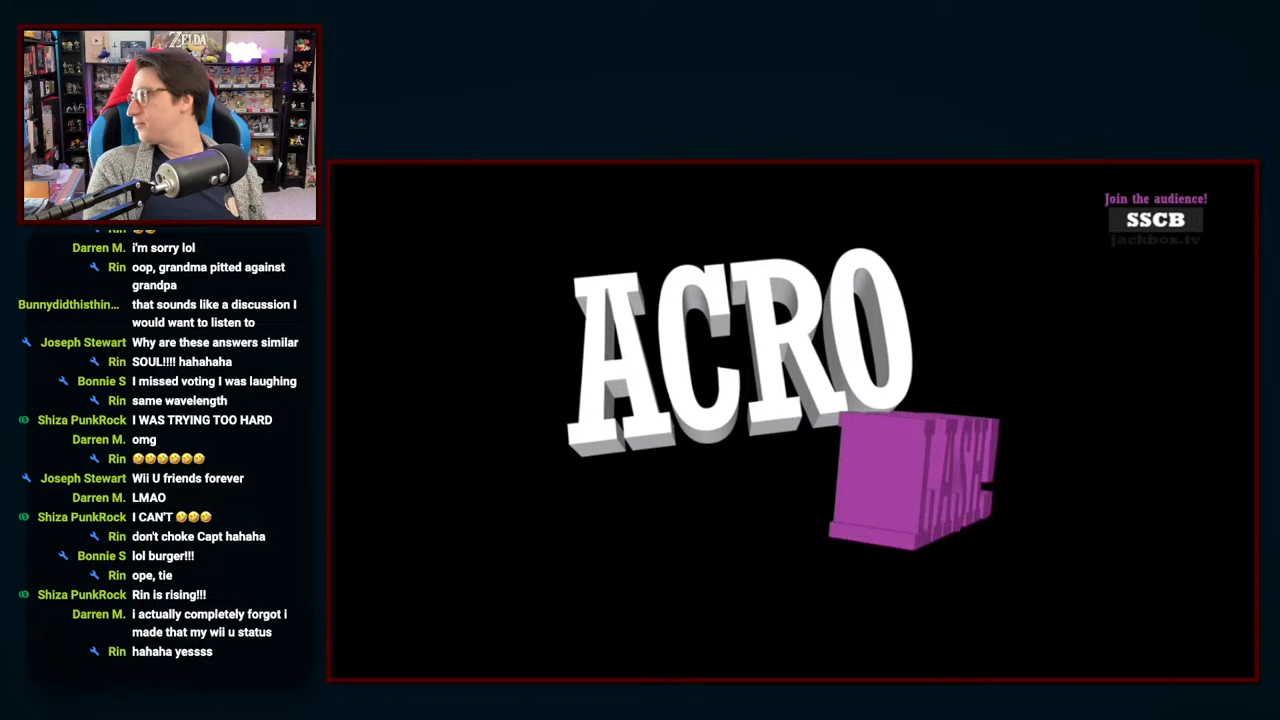 ZELDA
Darren M. i'm sorry lol
Rin oop, grandma pitted against
grandpa
Bunnydidthisthin... that sounds like a discussion I
would want to listen to
Joseph Stewart Why are these answers similar
Rin SOUL!!!! hahahaha
Bonnie S I missed voting I was laughing
Rin same wavelength
Shiza PunkRock I WAS TRYING TOO HARD
Darren M. omg
Rin 🤣🤣🤣🤣🤣🤣
Joseph Stewart Wii U friends forever
Darren M. LMAO
Shiza PunkRock I CAN'T 🤣🤣🤣
Rin don't choke Capt hahaha
Bonnie S lol burger!!!
Rin ope, tie
Shiza PunkRock Rin is rising!!!
Darren M. i actually completely forgot i
made that my wii u status
Rin hahaha yessss
Join the audience!
SSCB
jackbox.tv
ACRO
LASH!